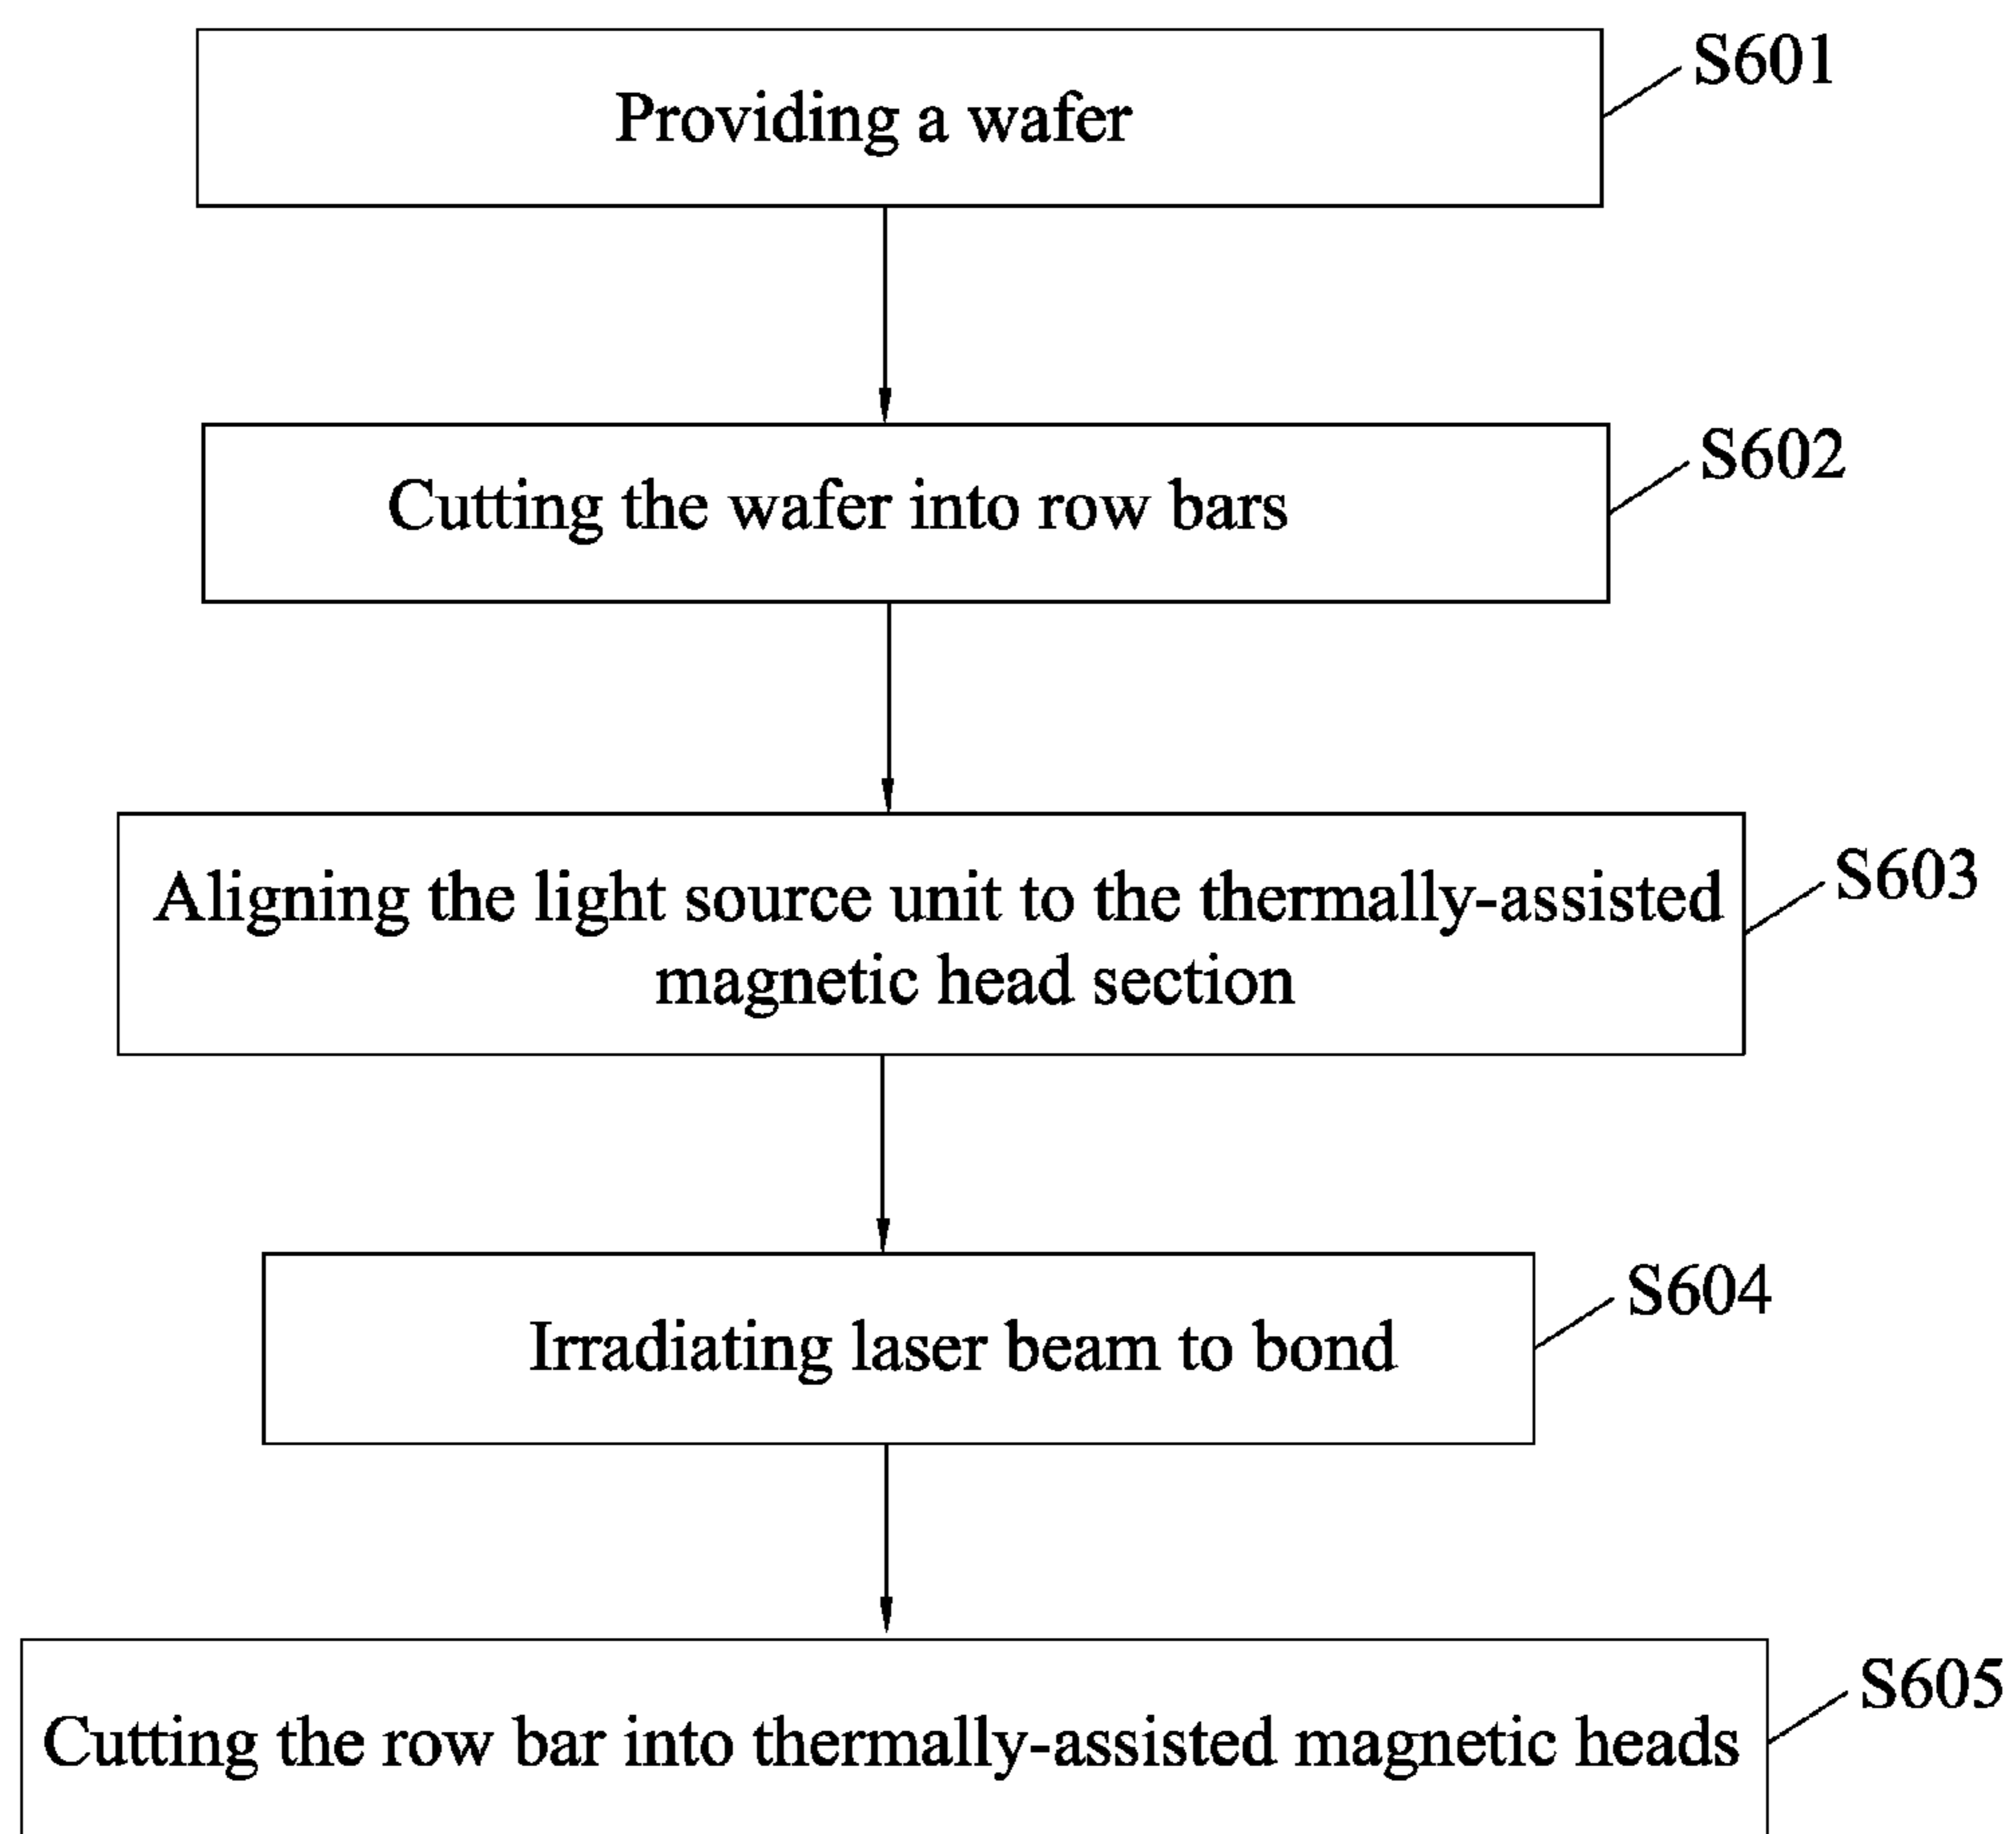 Providing a wafer
S601
Cutting the wafer into row bars
S602
Aligning the light source unit to the thermally-assisted
magnetic head section
S603
Irradiating laser beam to bond
S604
Cutting the row bar into thermally-assisted magnetic heads
S605